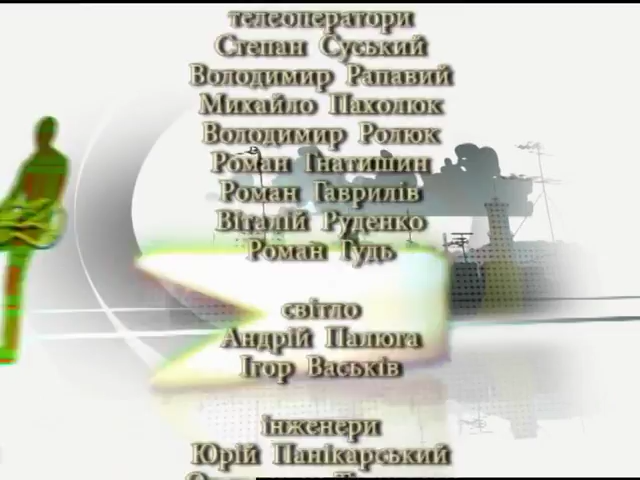 телеоператори
Степан Суський
Володимир Рапавий
Михайло Пахолюк
Володимир Ролюк
Роман Гнатишин
Роман Гаврилів
Віталій Руденко
Роман Гудь
світло
Андрій Палюга
Ігор Васьків
інженери
Юрій Панікарський